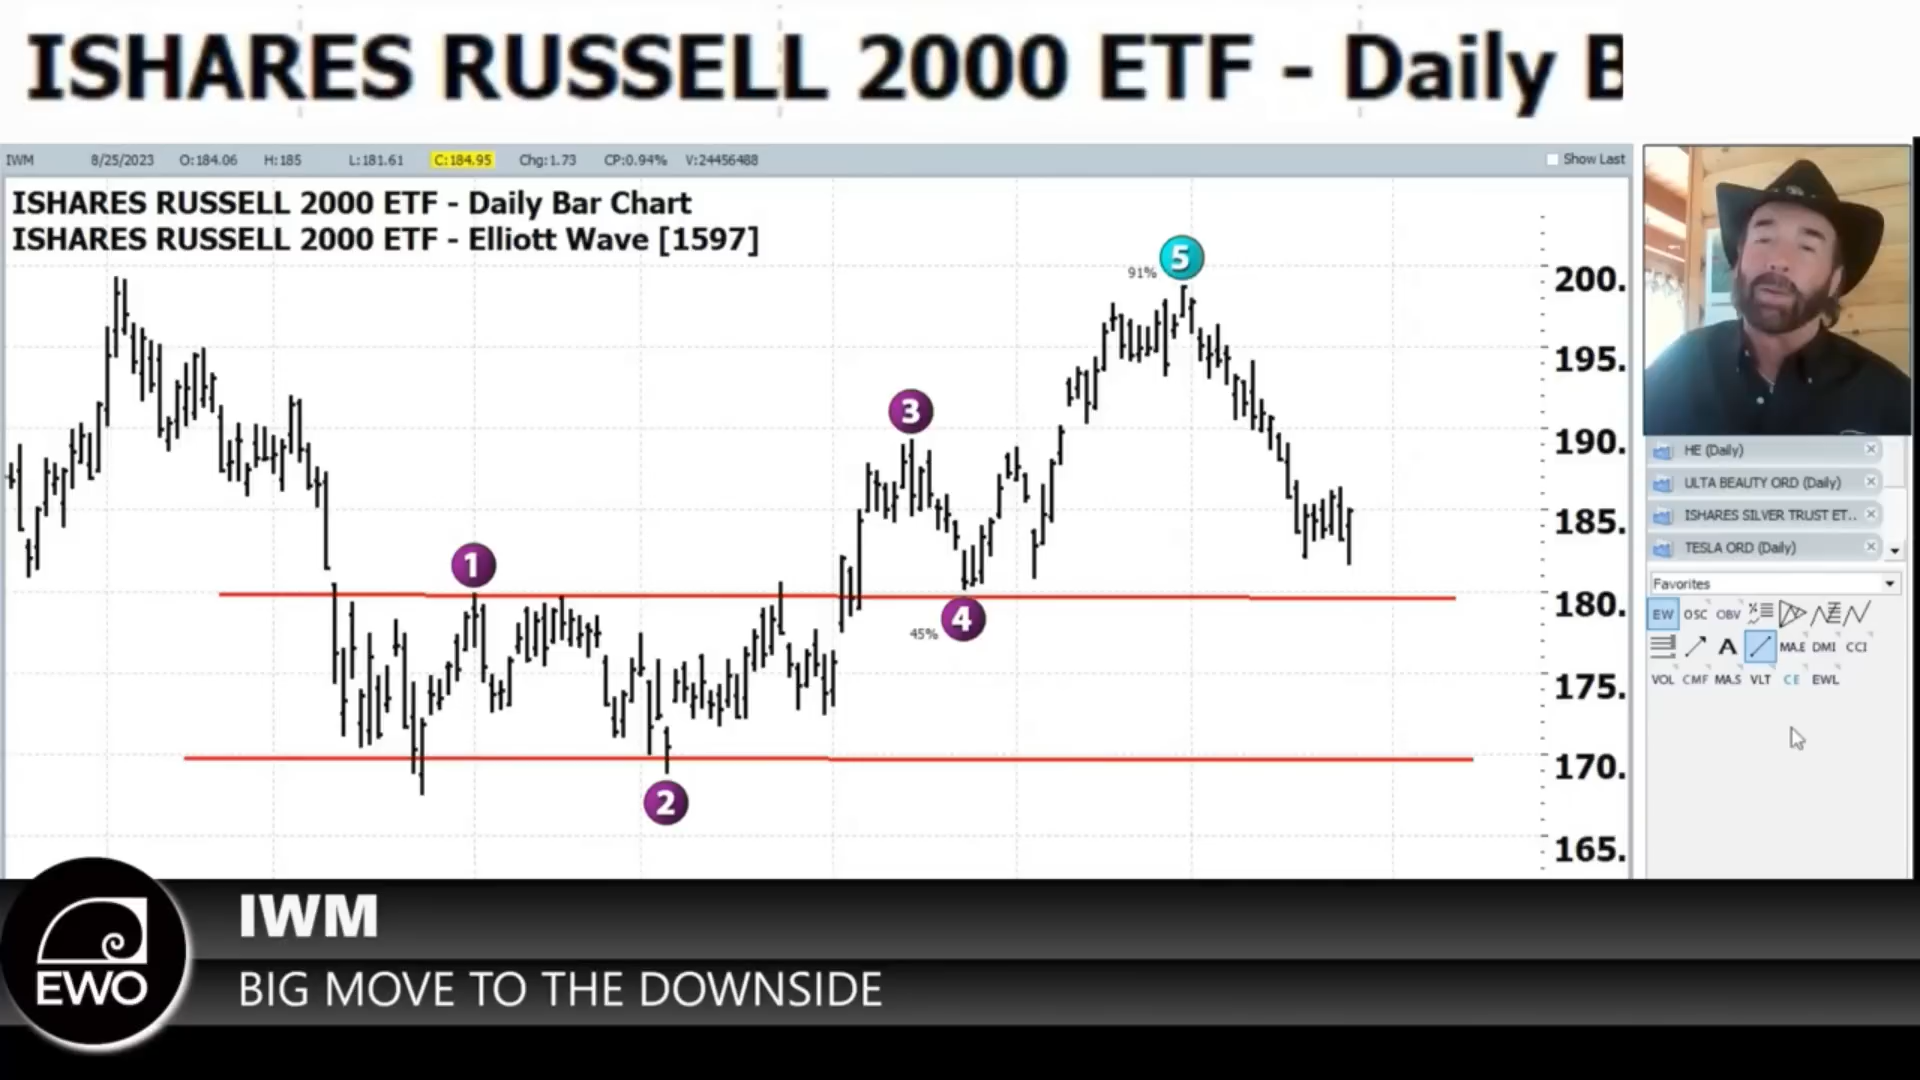 ISHARES RUSSELL 2000 ETF - Daily B
IWM 8/25/2023 O:184.06 H:185 L:181.61 C:184.95 Chg:1.73 CP:0.94% V:24456488 Show Last
ISHARES RUSSELL 2000 ETF - Daily Bar Chart
ISHARES RUSSELL 2000 ETF - Elliott Wave [1597]
5
91%
200.
195.
3
190.
185.
1
180.
4
45%
175.
170.
2
165.
HE (Daily)
ULTA BEAUTY ORD (Daily)
ISHARES SILVER TRUST ET..
TESLA ORD (Daily)
Favorites
EW OSC OBV
A MA.E DMI CCI
VOL CMF MA.S VLT CE EWL
EWO
IWM
BIG MOVE TO THE DOWNSIDE